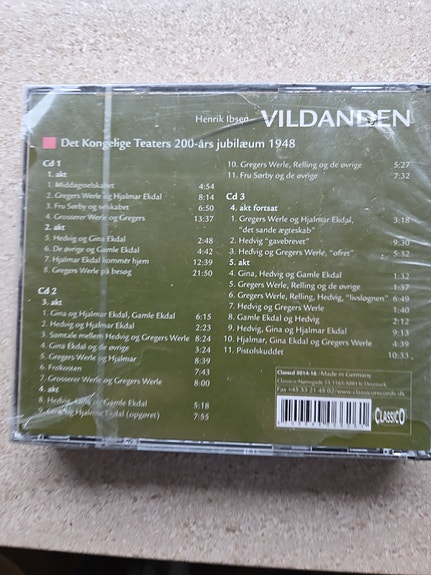 Henrik Ibsen VILDANDEN
Det Kongelige Teaters 200-års jubilæum 1948
Cd 1
1. akt
1. Middagsselskabet 4:54
2. Gregers Werle og Hjalmar Ekdal 8:14
3. Fru Sørby og selskabet 6:50
4. Grosserer Werle og Gregers 13:37
2. akt
5. Hedvig og Gina Ekdal 2:48
6. De øvrige og Gamle Ekdal 4:42
7. Hjalmar Ekdal kommer hjem 12:39
8. Gregers Werle på besøg 21:50
Cd 2
3. akt
1. Gina og Hjalmar Ekdal, Gamle Ekdal 6:15
2. Hedvig og Hjalmar Ekdal 2:23
3. Samtale mellem Hedvig og Gregers Werle 8:24
4. Gina Ekdal og de øvrige 3:24
5. Gregers Werle og Hjalmar 8:39
6. Frokosten 7:43
7. Grosserer Werle og Gregers Werle 8:00
4. akt
8. Hedvig, Gina og Gamle Ekdal 5:18
9. Gina og Hjalmar Ekdal (opgøret) 7:55
10. Gregers Werle, Relling og de øvrige 5:27
11. Fru Sørby og de øvrige 7:32
Cd 3
4. akt fortsat
1. Gregers Werle og Hjalmar Ekdal, 3:18
"det sande ægteskab"
2. Hedvig "gavebrevet" 9:30
3. Hedvig og Gregers Werle, "ofret" 5:32
5. akt
4. Gina, Hedvig og Gamle Ekdal 1:32
5. Gregers Werle, Relling og de øvrige 1:37
6. Gregers Werle, Relling, Hedvig, "livsløgnen" 6:49
7. Hedvig og Gregers Werle 1:40
8. Gamle Ekdal og Hedvig 2:12
9. Hedvig, Gina og Hjalmar Ekdal 9:13
10. Hjalmar, Gina Ekdal og Gregers Werle 4:39
11. Pistolskuddet 10:33
Classcd 5014-16 / Made in Germany
CLASSICO